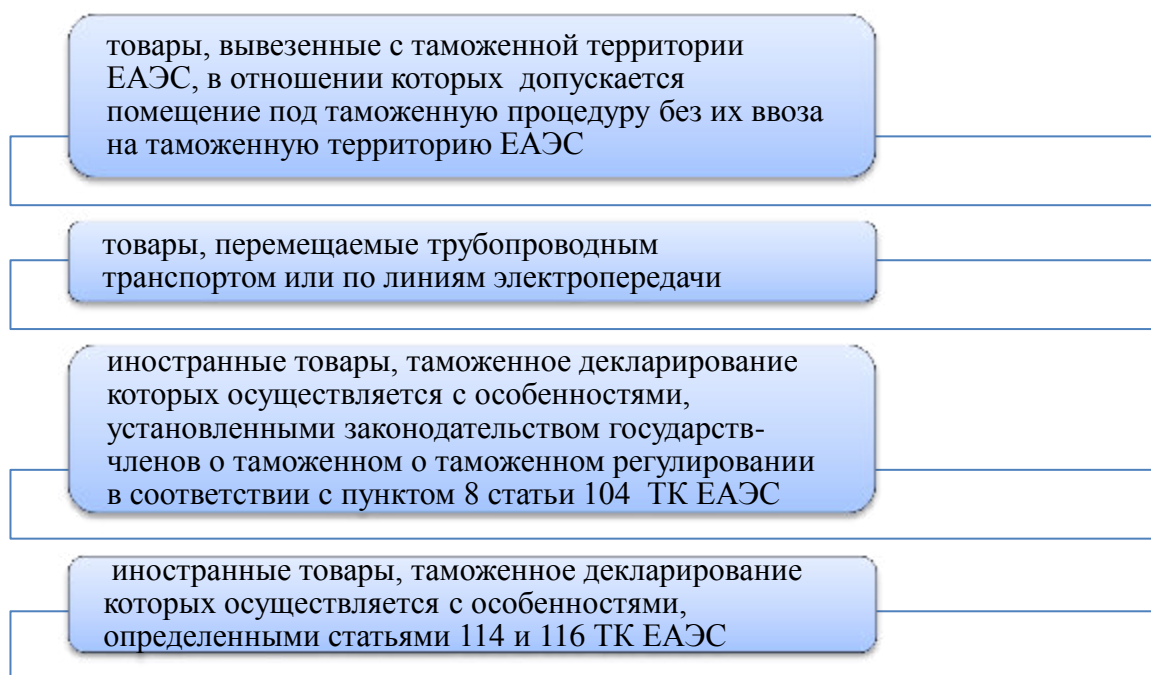 товары, вывезенные с таможенной территории
ЕАЭС, в отношении которых допускается
помещение под таможенную процедуру без их ввоза
на таможенную территорию ЕАЭС
товары, перемещаемые трубопроводным
транспортом или по линиям электропередачи
иностранные товары, таможенное декларирование
которых осуществляется с особенностями,
установленными законодательством государств-
членов о таможенном о таможенном регулировании
в соответствии с пунктом 8 статьи 104 ТК ЕАЭС
иностранные товары, таможенное декларирование
которых осуществляется с особенностями,
определенными статьями 114 и 116 ТК ЕАЭС